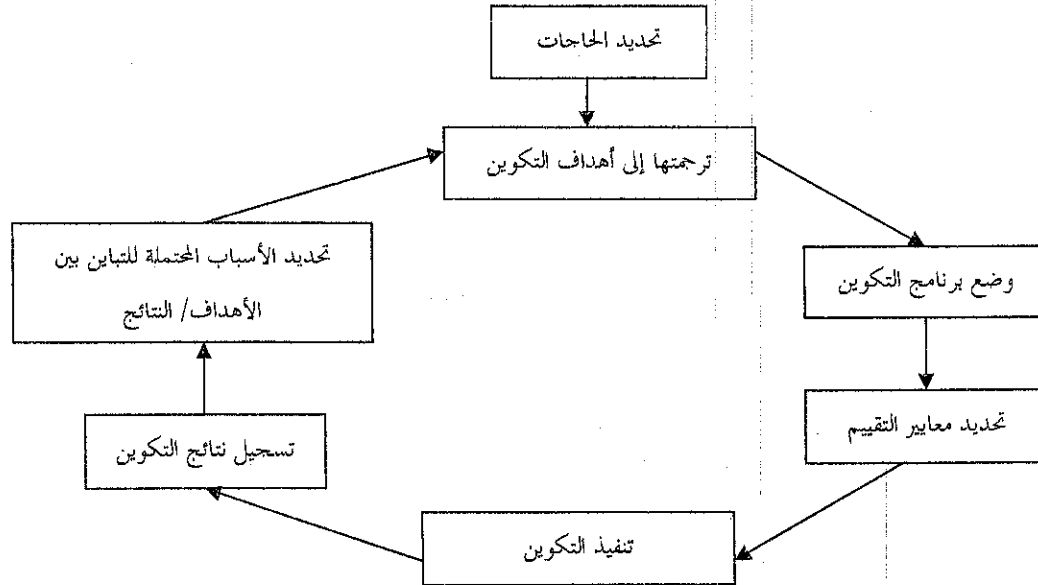 تحديد الحاجات
ترجمتها إلى أهداف التكوين
وضع برنامج التكوين
تحديد معايير التقييم
تنفيذ التكوين
تسجيل نتائج التكوين
تحديد الأسباب المحتملة للتباين بين
الأهداف/ النتائج